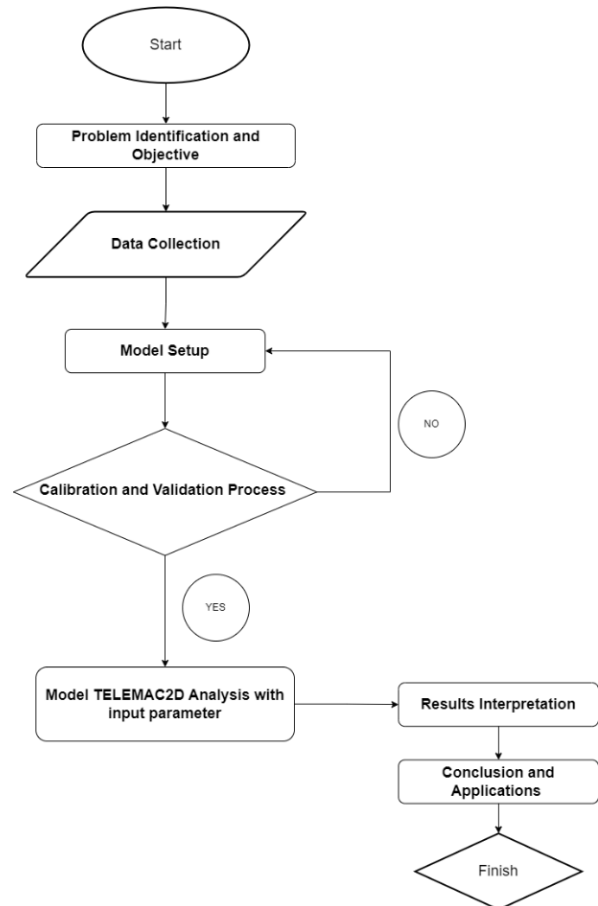 Start
Problem Identification and
Objective
Data Collection
Model Setup
NO
Calibration and Validation Process
YES
Model TELEMAC2D Analysis with
input parameter
Results Interpretation
Conclusion and
Applications
Finish